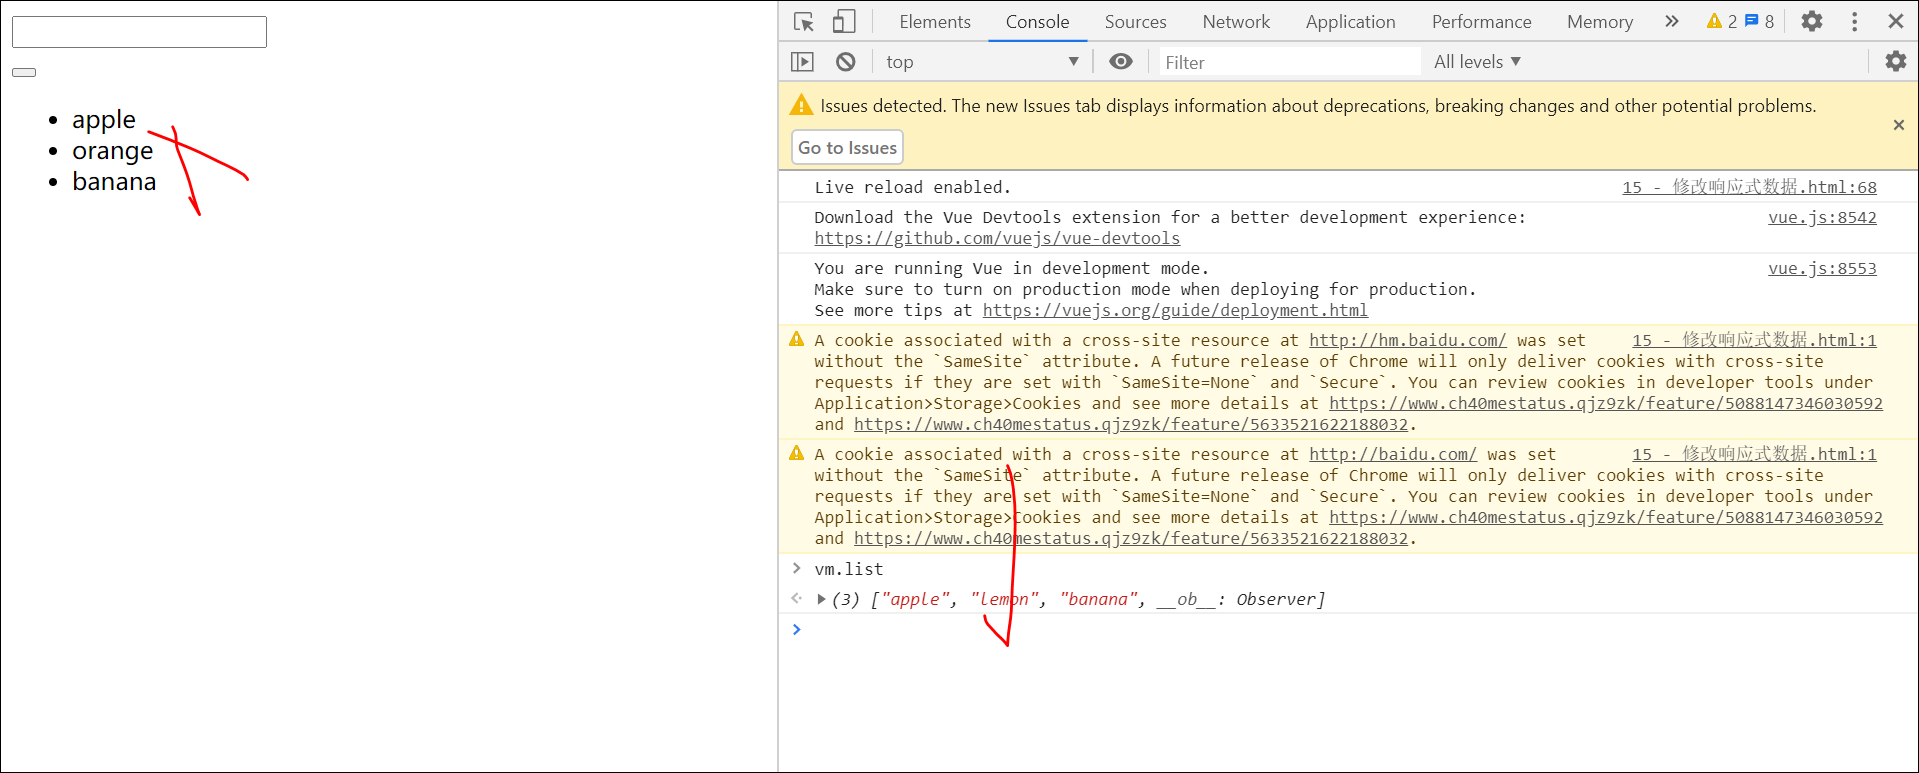 apple
orange
banana
Elements Console Sources Network Application Performance Memory 2 8
top Filter All levels
Issues detected. The new Issues tab displays information about deprecations, breaking changes and other potential problems.
Go to Issues
Live reload enabled. 15 - 修改响应式数据.html:68
Download the Vue Devtools extension for a better development experience: vue.js:8542
https://github.com/vuejs/vue-devtools
You are running Vue in development mode. vue.js:8553
Make sure to turn on production mode when deploying for production.
See more tips at https://vuejs.org/guide/deployment.html
A cookie associated with a cross-site resource at http://hm.baidu.com/ was set 15 - 修改响应式数据.html:1
without the `SameSite` attribute. A future release of Chrome will only deliver cookies with cross-site
requests if they are set with `SameSite=None` and `Secure`. You can review cookies in developer tools under
Application>Storage>Cookies and see more details at https://www.ch40mestatus.qjz9zk/feature/5088147346030592
and https://www.ch40mestatus.qjz9zk/feature/5633521622188032.
A cookie associated with a cross-site resource at http://baidu.com/ was set 15 - 修改响应式数据.html:1
without the `SameSite` attribute. A future release of Chrome will only deliver cookies with cross-site
requests if they are set with `SameSite=None` and `Secure`. You can review cookies in developer tools under
Application>Storage>Cookies and see more details at https://www.ch40mestatus.qjz9zk/feature/5088147346030592
and https://www.ch40mestatus.qjz9zk/feature/5633521622188032.
vm.list
(3) ["apple", "lemon", "banana", __ob__: Observer]